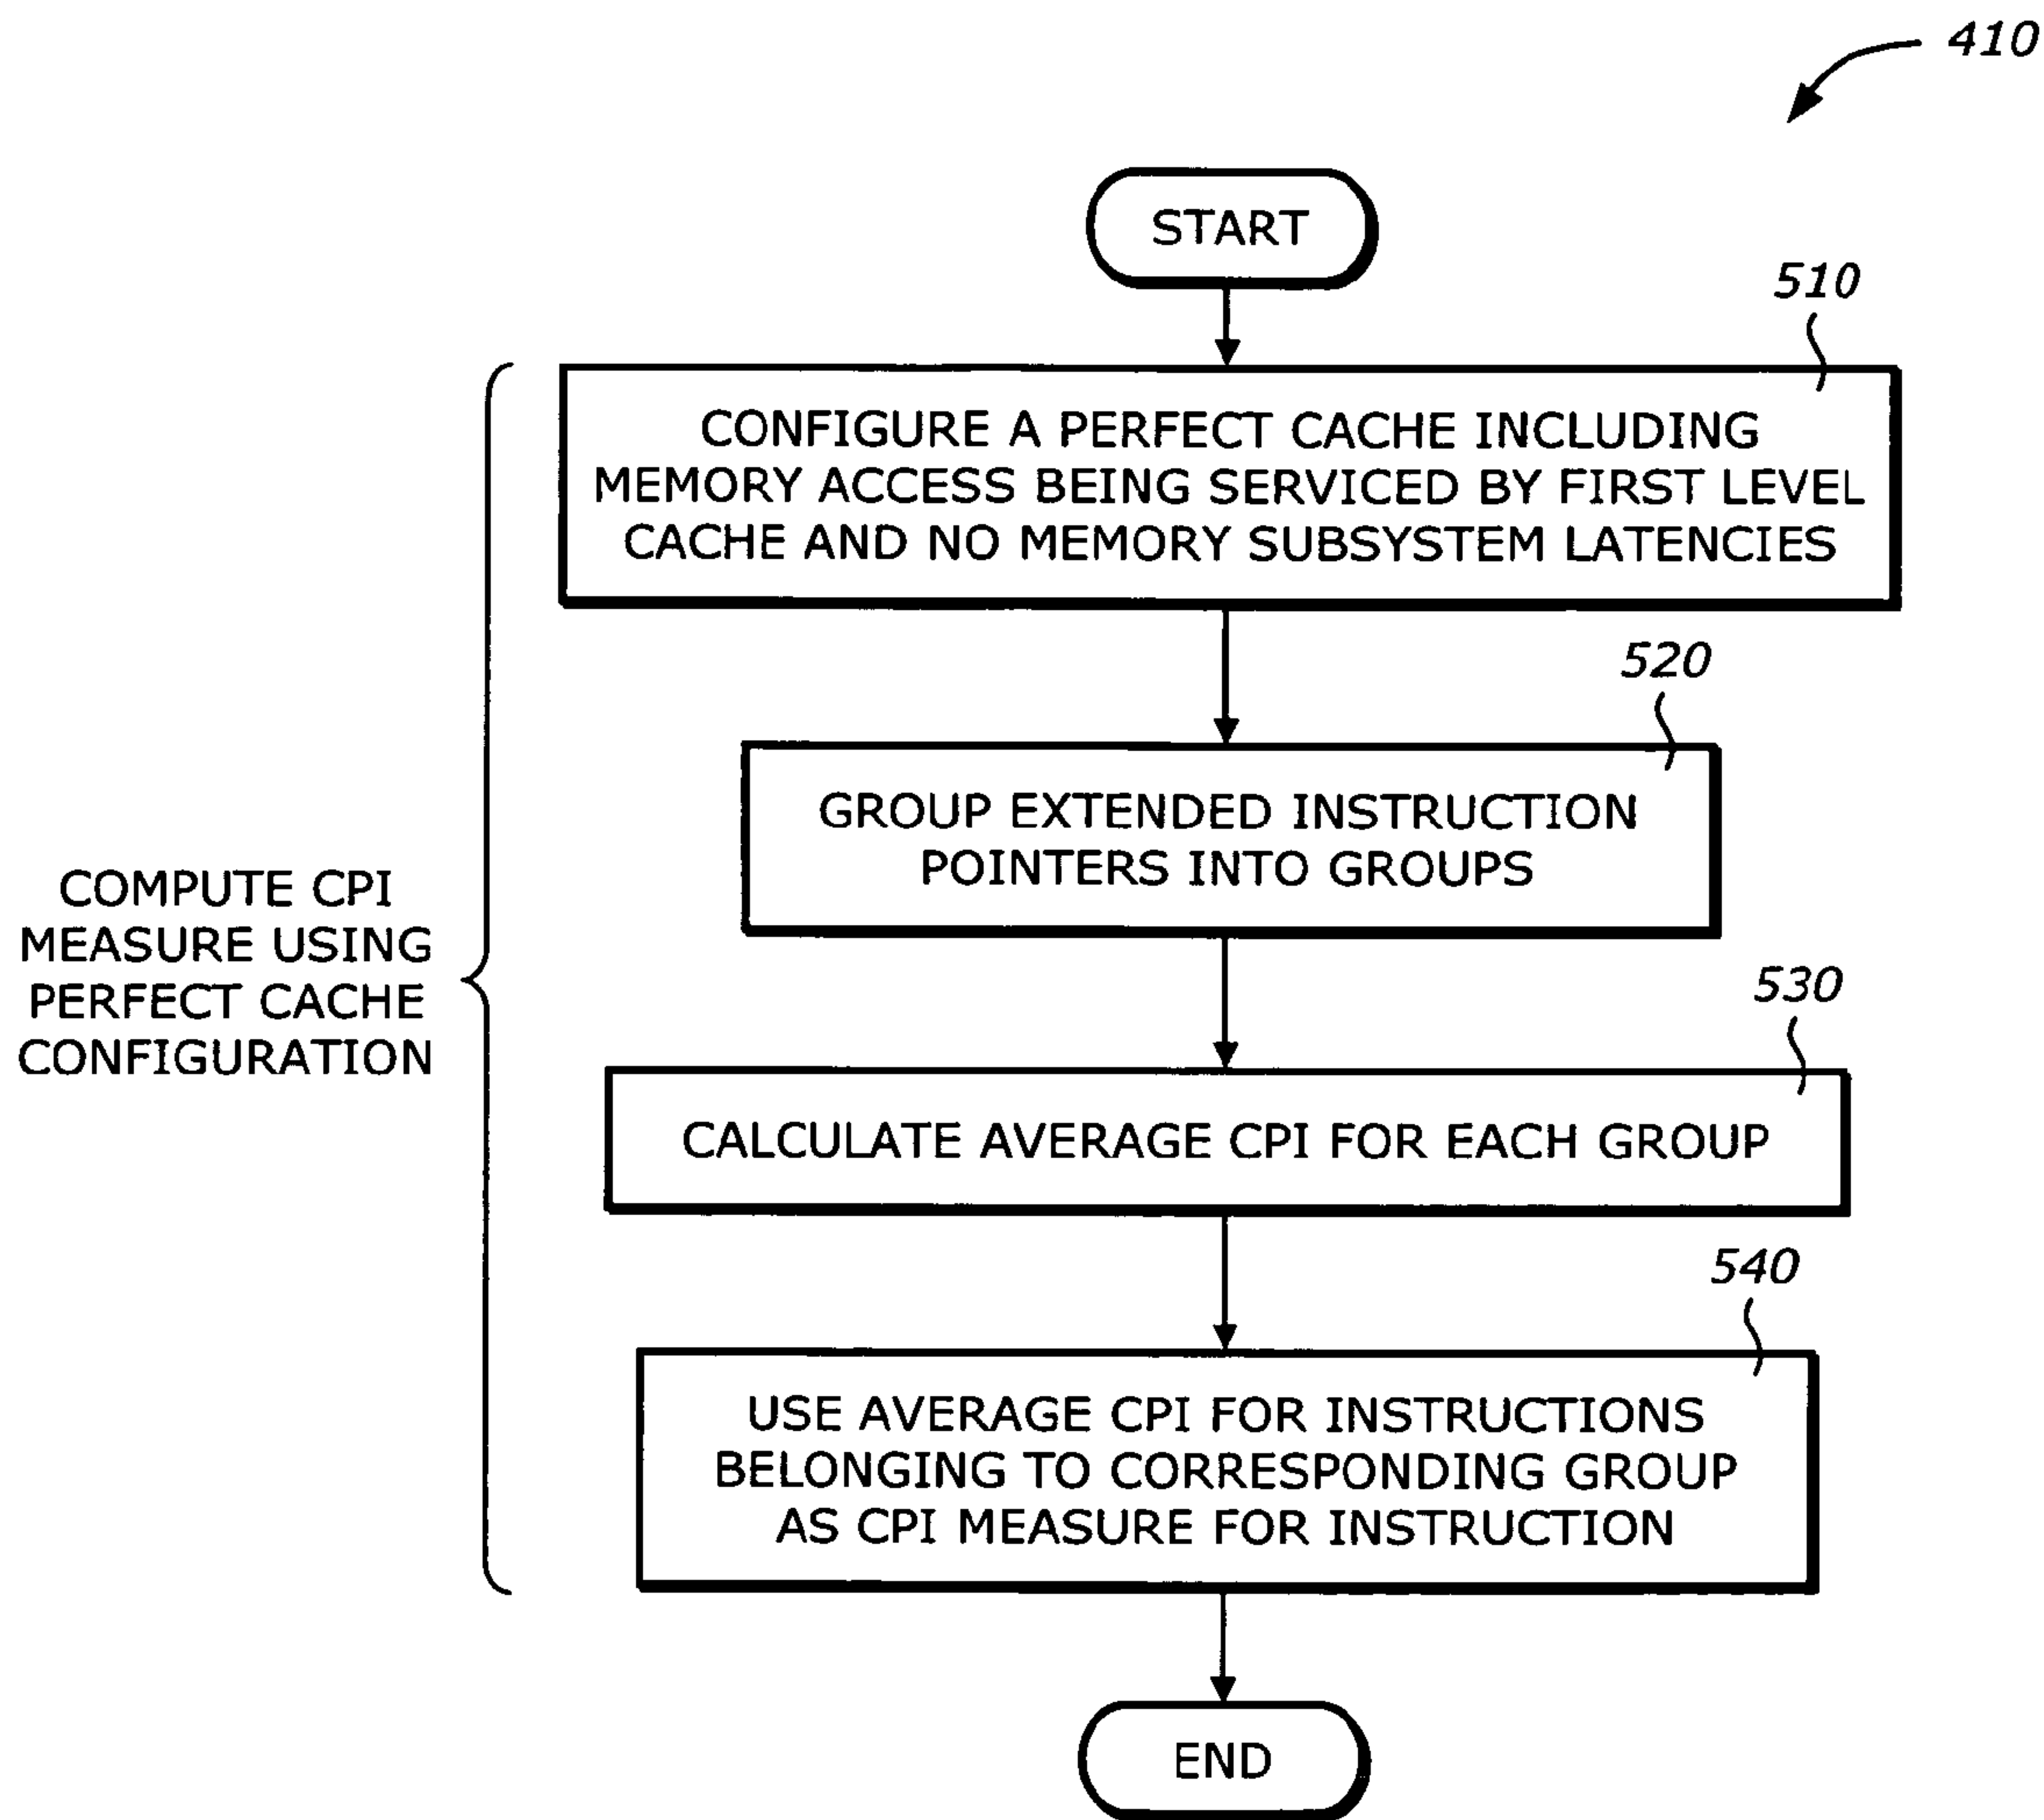 410
START
510
CONFIGURE A PERFECT CACHE INCLUDING
MEMORY ACCESS BEING SERVICED BY FIRST LEVEL
CACHE AND NO MEMORY SUBSYSTEM LATENCIES
520
GROUP EXTENDED INSTRUCTION
POINTERS INTO GROUPS
COMPUTE CPI
MEASURE USING
PERFECT CACHE
CONFIGURATION
530
CALCULATE AVERAGE CPI FOR EACH GROUP
540
USE AVERAGE CPI FOR INSTRUCTIONS
BELONGING TO CORRESPONDING GROUP
AS CPI MEASURE FOR INSTRUCTION
END